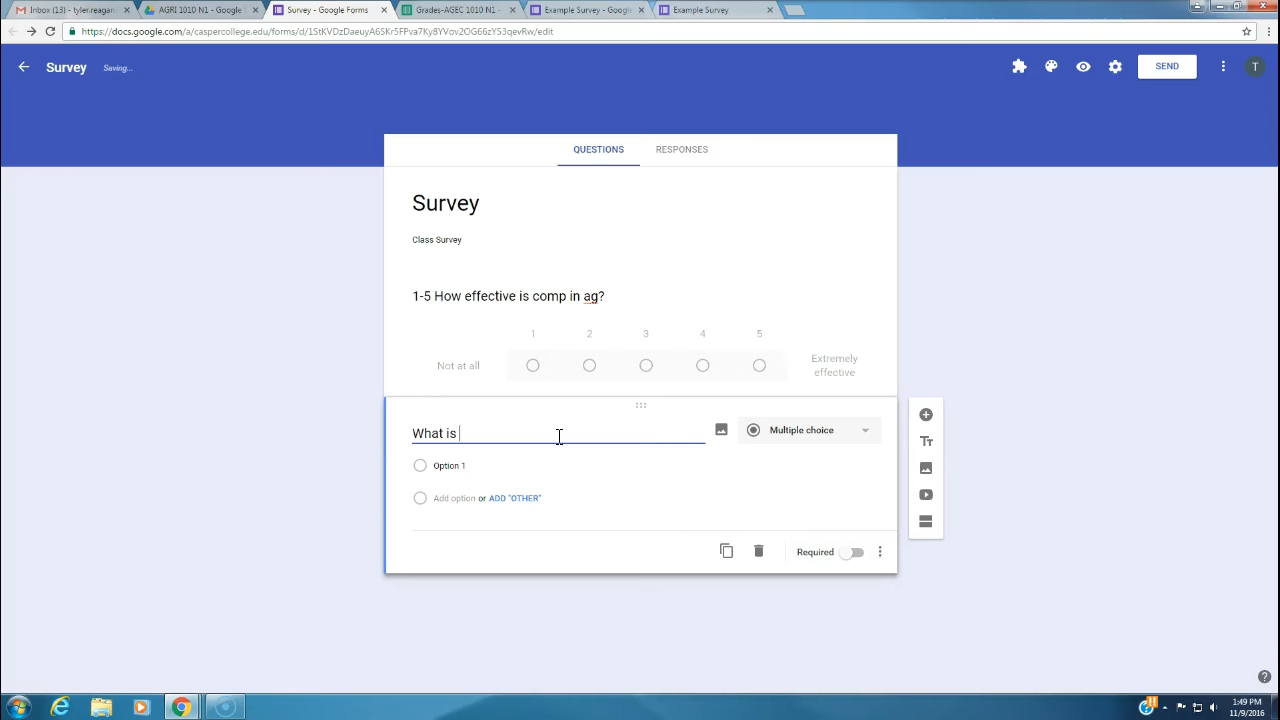 Inbox (13) - tyler.reagan
AGRI 1010 N1 - Google
Survey - Google Forms
Grades-AGEC 1010 N1 -
Example Survey - Google
Example Survey
Survey
Saving...
SEND
T
QUESTIONS
RESPONSES
Survey
Class Survey
1-5 How effective is comp in ag?
1 2 3 4 5
Not at all
Extremely
effective
What is
Multiple choice
Option 1
Add option or ADD "OTHER"
Required
1:49 PM
11/9/2016